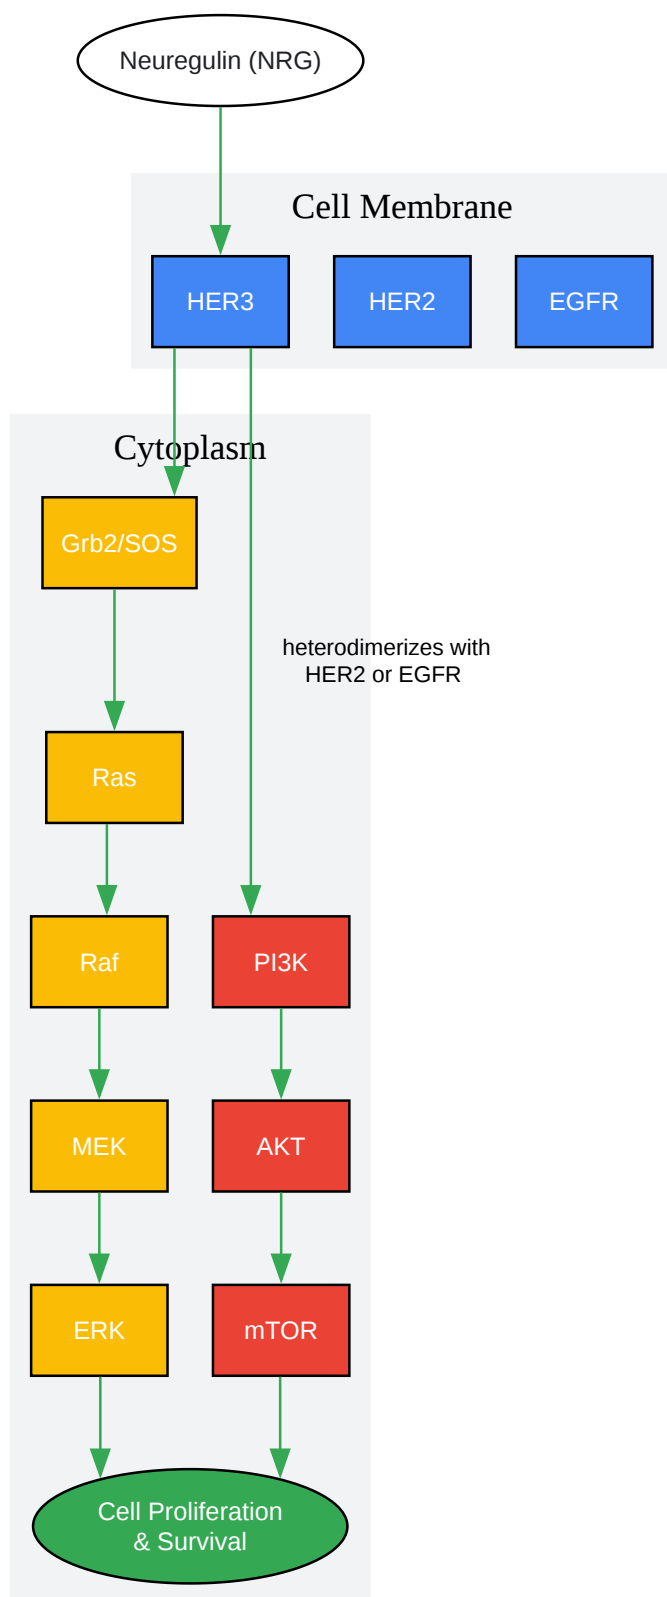 Neuregulin (NRG)
Cell Membrane
HER3
HER2
EGFR
Cytoplasm
Grb2/SOS
heterodimerizes with
HER2 or EGFR
Ras
Raf
PI3K
MEK
AKT
ERK
mTOR
Cell Proliferation
& Survival